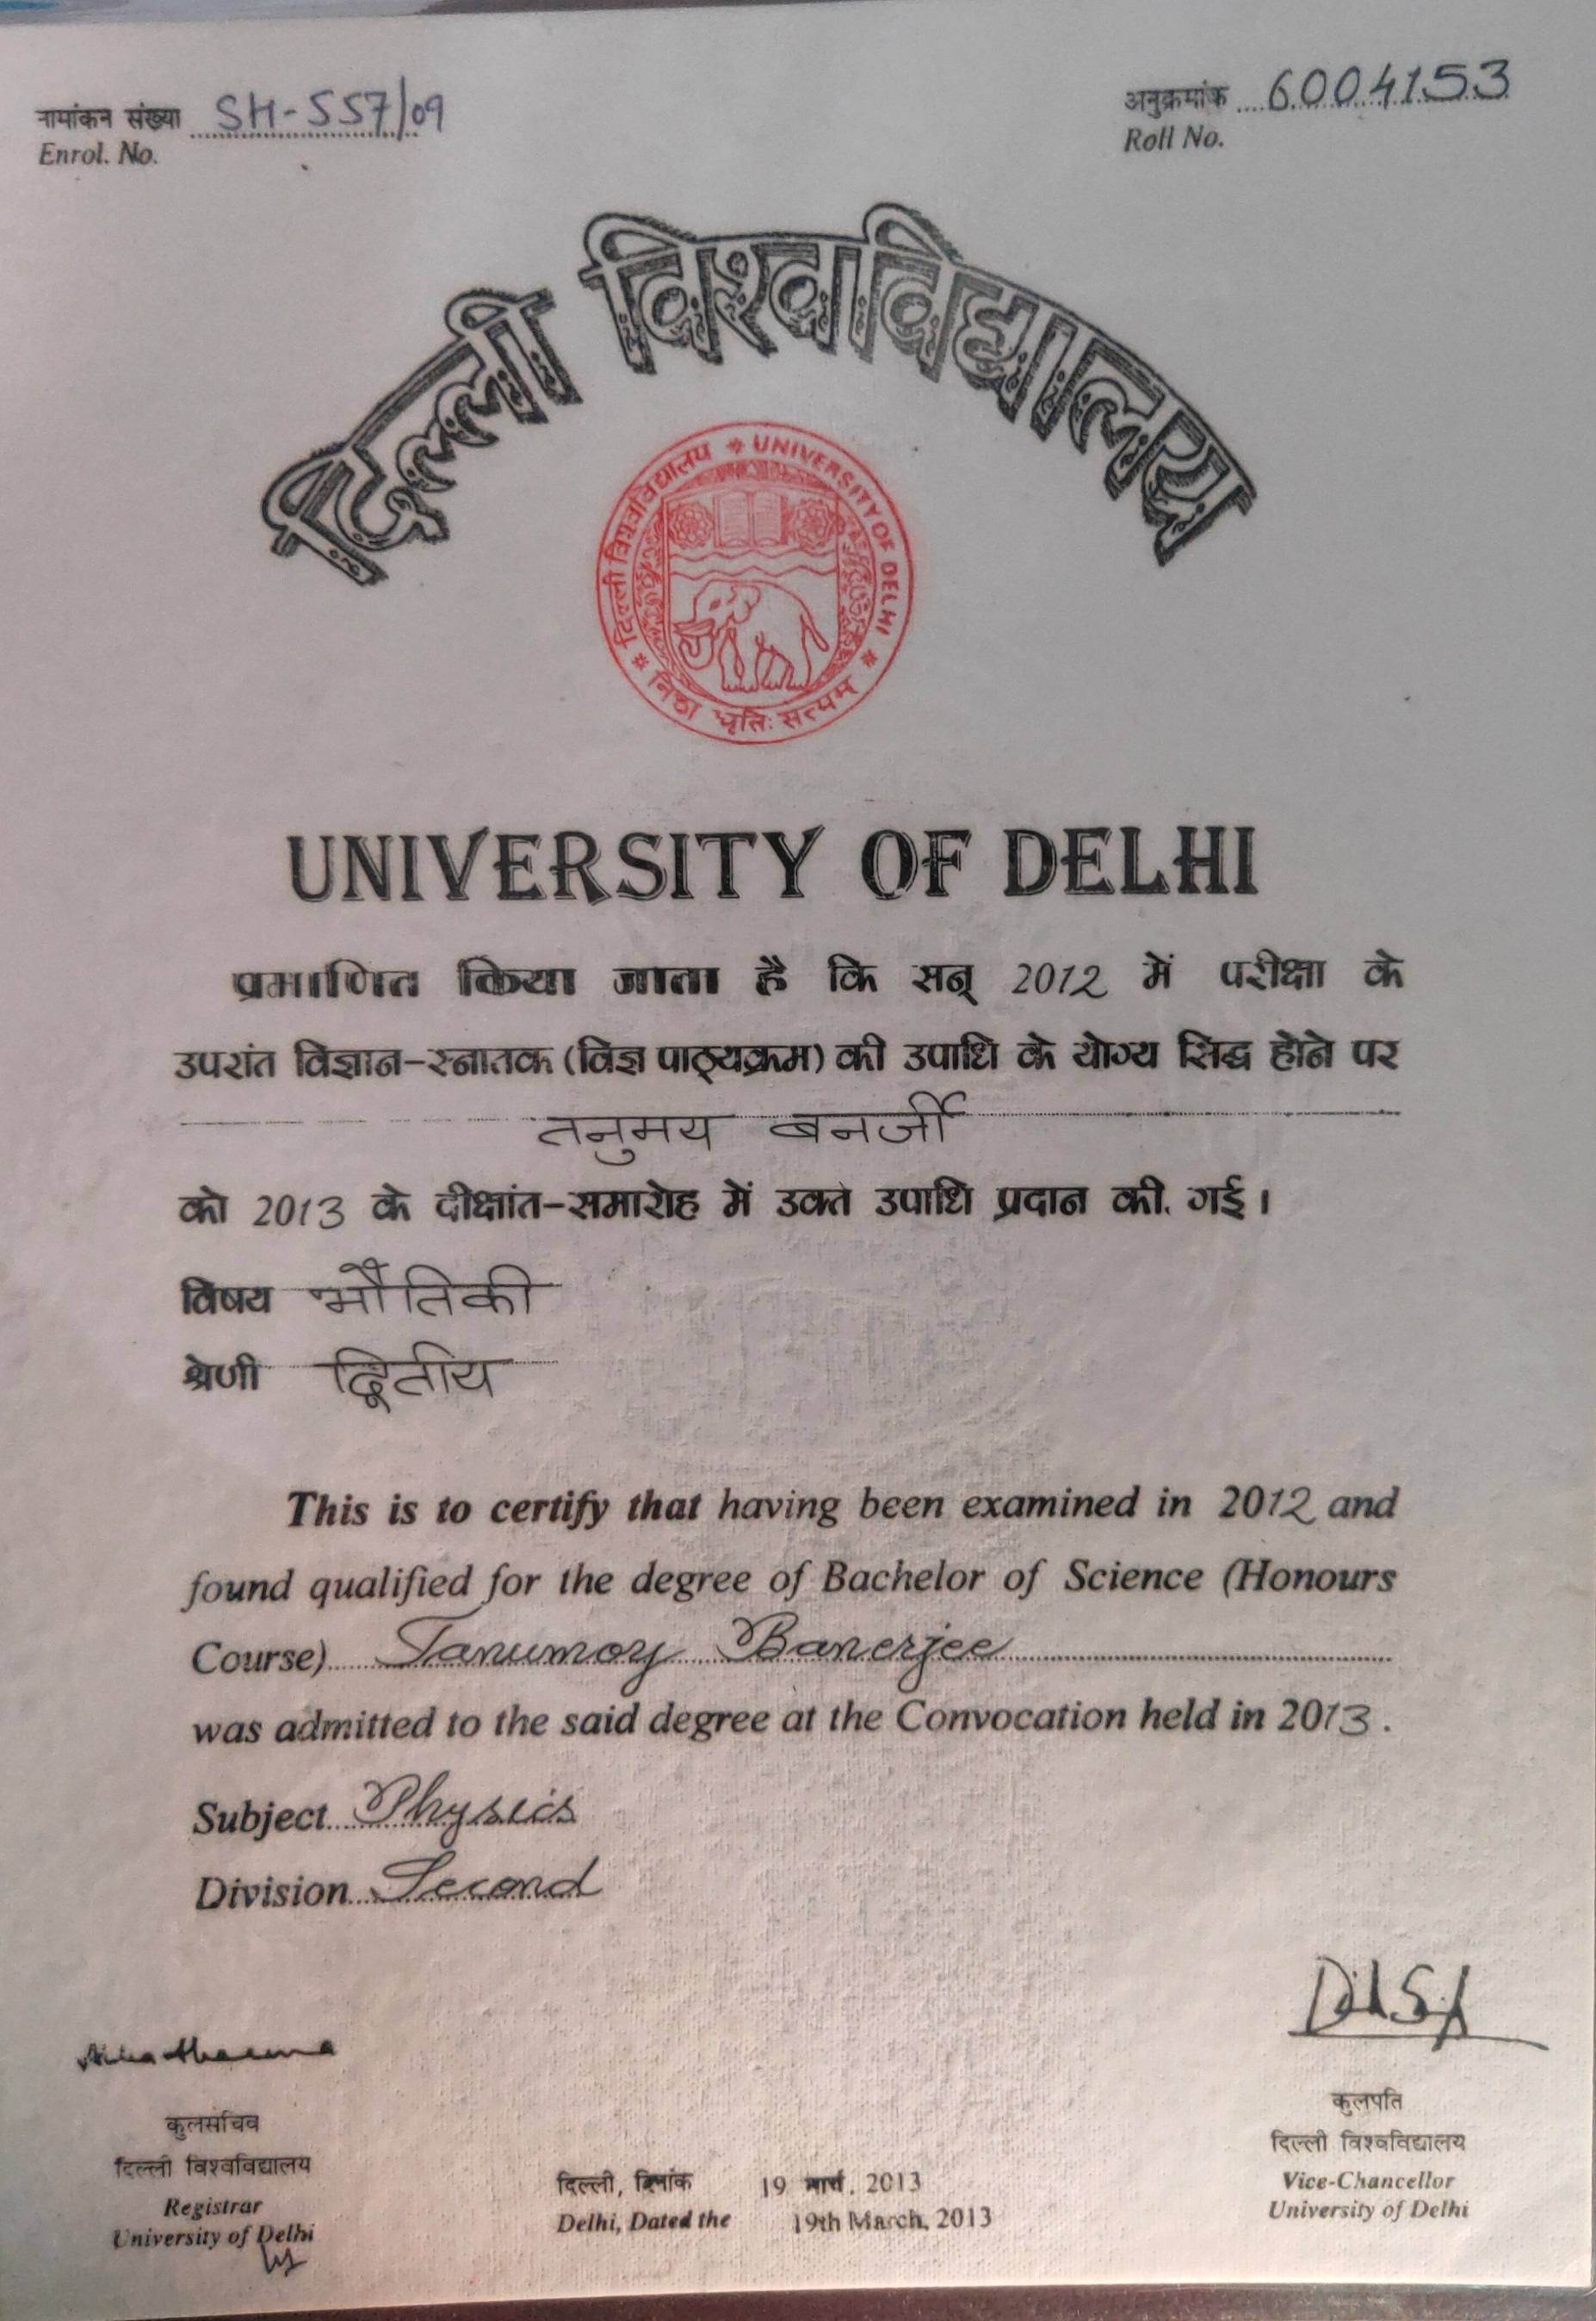 नामांकन संख्या SH-557/09
Enrol. No.
अनुक्रमांक 6004153
Roll No.
दिल्ली विश्वविद्यालय
दिल्ली विश्वविद्यालय * UNIVERSITY OF DELHI *
निष्ठा धृतिः सत्यम्
UNIVERSITY OF DELHI
प्रमाणित किया जाता है कि सन् 2012 में परीक्षा के
उपरांत विज्ञान-स्नातक (विज्ञ पाठ्यक्रम) की उपाधि के योग्य सिद्ध होने पर
तनुमय बनर्जी
को 2013 के दीक्षांत-समारोह में उक्त उपाधि प्रदान की गई।
विषय भौतिकी
श्रेणी द्वितीय
This is to certify that having been examined in 2012 and
found qualified for the degree of Bachelor of Science (Honours
Course) Tanumoy Banerjee
was admitted to the said degree at the Convocation held in 2013.
Subject Physics
Division Second
कुलसचिव
दिल्ली विश्वविद्यालय
Registrar
University of Delhi
दिल्ली, दिनांक 19 मार्च, 2013
Delhi, Dated the 19th March, 2013
कुलपति
दिल्ली विश्वविद्यालय
Vice-Chancellor
University of Delhi